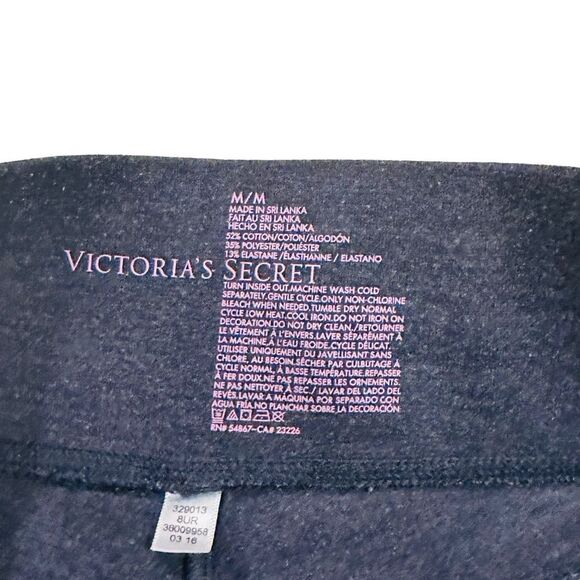 M/M
MADE IN SRI LANKA
FAIT AU SRI LANKA
HECHO EN SRI LANKA
52% COTTON/COTON/ALGODÓN
35% POLYESTER/POLIÉSTER
13% ELASTANE /ELASTHANNE / ELASTANO
VICTORIA'S SECRET
TURN INSIDE OUT.MACHINE WASH COLD
SEPARATELY.GENTLE CYCLE.ONLY NON-CHLORINE
BLEACH WHEN NEEDED.TUMBLE DRY NORMAL
CYCLE LOW HEAT.COOL IRON.DO NOT IRON ON
DECORATION.DO NOT DRY CLEAN./RETOURNER
LE VÊTEMENT À L'ENVERS.LAVER SÉPARÉMENT À
LA MACHINE,À L'EAU FROIDE.CYCLE DÉLICAT.
UTILISER UNIQUEMENT DU JAVELLISANT SANS
CHLORE, AU BESOIN.SÉCHER PAR CULBUTAGE À
CYCLE NORMAL, À BASSE TEMPÉRATURE.REPASSER
À FER DOUX.NE PAS REPASSER LES ORNEMENTS.
NE PAS NETTOYER À SEC./ LAVAR DEL LADO DEL
REVÉS.LAVAR A MÁQUINA POR SEPARADO CON
AGUA FRÍA.NO PLANCHAR SOBRE LA DECORACIÓN
RN# 54867-CA# 23226
329013
8UR
38009958
03 16